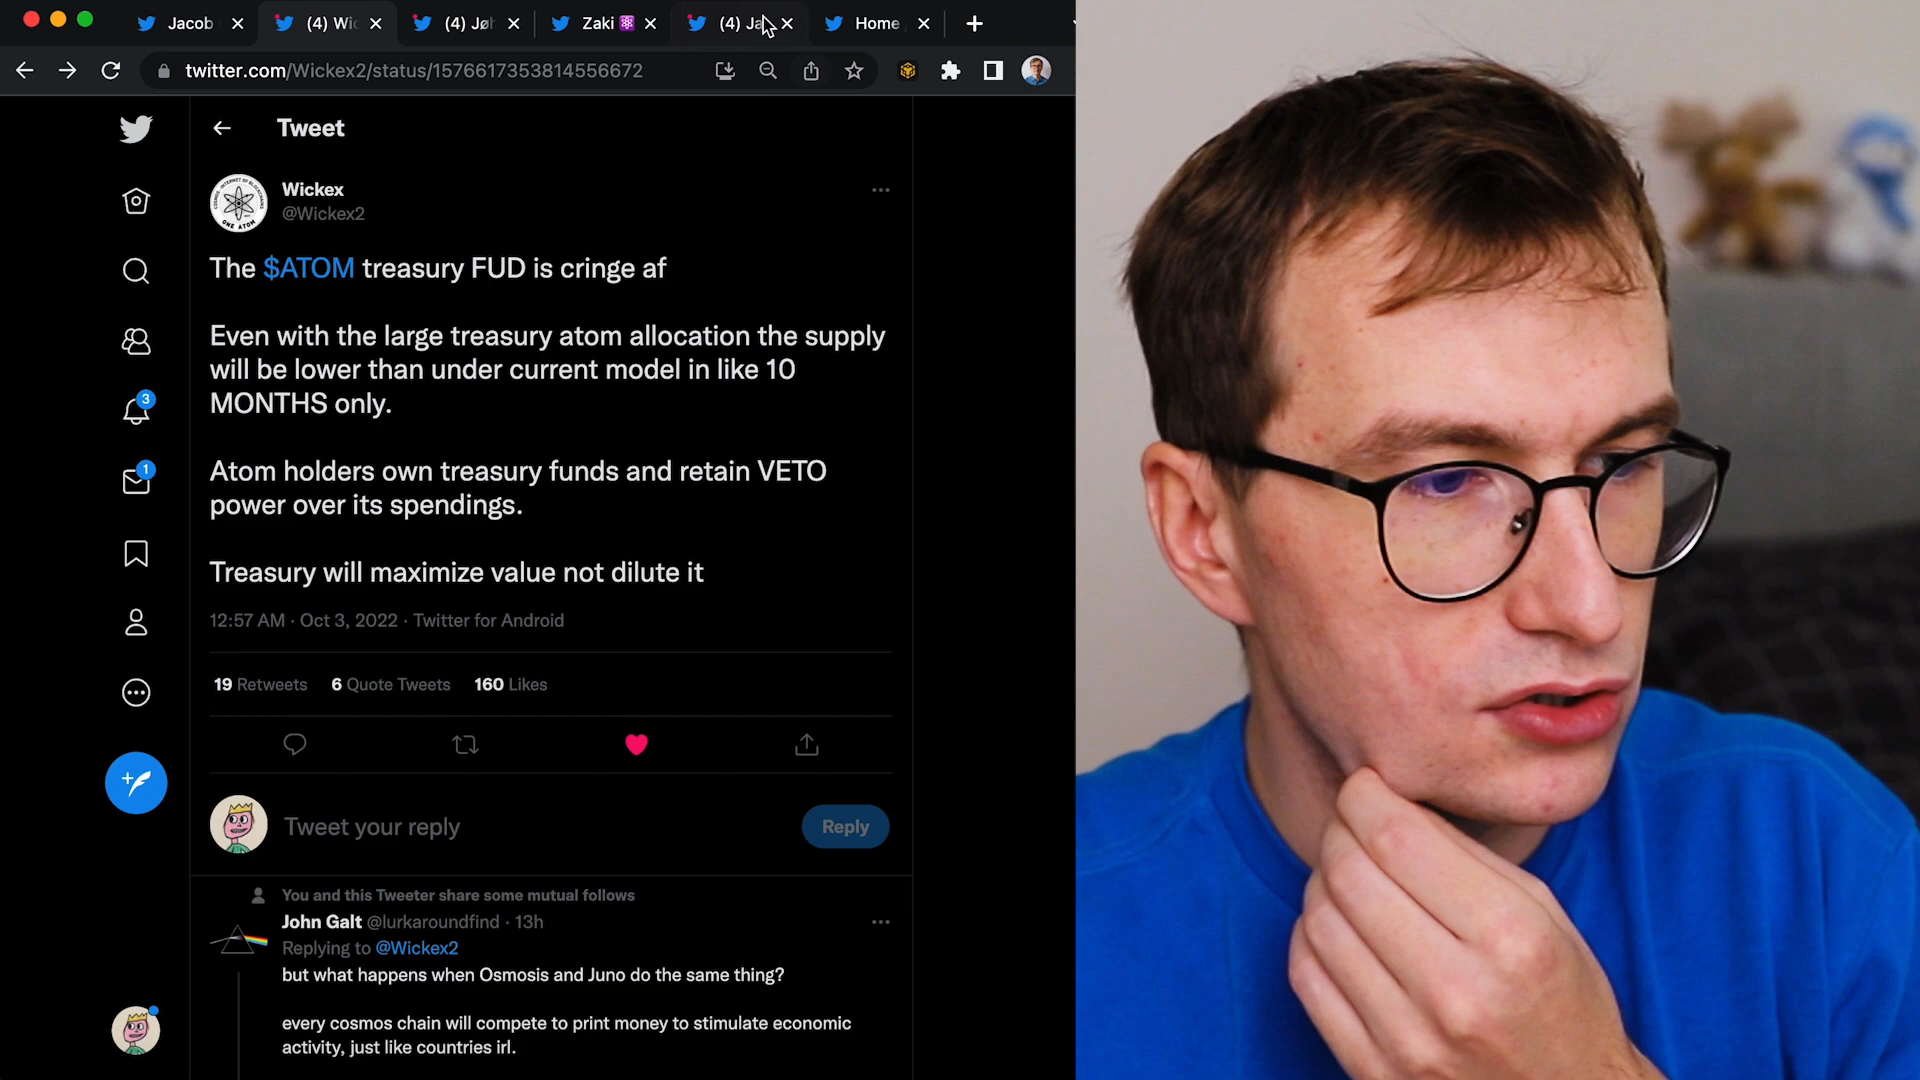 Jacob
(4) Wic
(4) Jøh
Zaki
(4) Ja
Home
twitter.com/Wickex2/status/1576617353814556672
Tweet
Wickex
@Wickex2
The $ATOM treasury FUD is cringe af
Even with the large treasury atom allocation the supply
will be lower than under current model in like 10
MONTHS only.
3
Atom holders own treasury funds and retain VETO
power over its spendings.
1
Treasury will maximize value not dilute it
12:57 AM · Oct 3, 2022 · Twitter for Android
19 Retweets 6 Quote Tweets 160 Likes
Tweet your reply
Reply
You and this Tweeter share some mutual follows
John Galt @lurkaroundfind · 13h
Replying to @Wickex2
but what happens when Osmosis and Juno do the same thing?
every cosmos chain will compete to print money to stimulate economic
activity, just like countries irl.